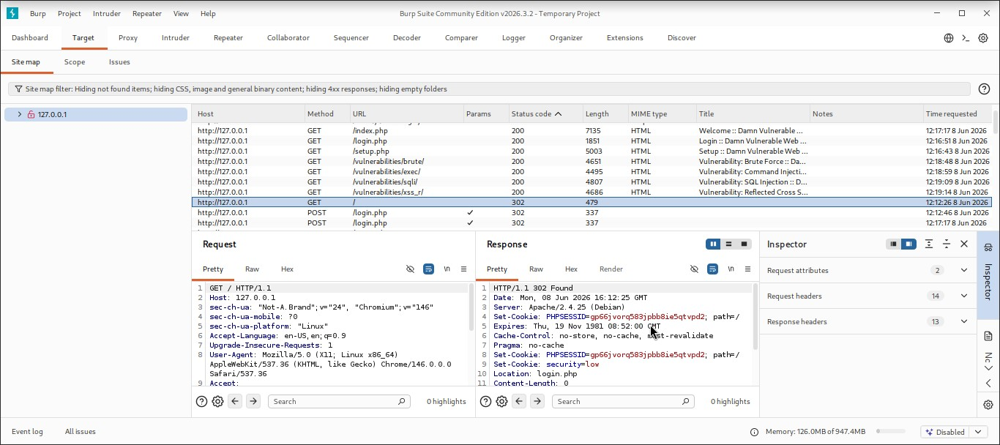 Burp Project Intruder Repeater View Help Burp Suite Community Edition v2026.3.2 - Temporary Project
Dashboard Target Proxy Intruder Repeater Collaborator Sequencer Decoder Comparer Logger Organizer Extensions Discover
Site map Scope Issues
Site map filter: Hiding not found items; hiding CSS, image and general binary content; hiding 4xx responses; hiding empty folders
127.0.0.1
Host Method URL Params Status code Length MIME type Title Notes Time requested
http://127.0.0.1 GET /index.php 200 7135 HTML Welcome :: Damn Vulnerable ... 12:17:17 8 Jun 2026
http://127.0.0.1 GET /login.php 200 1851 HTML Login :: Damn Vulnerable Web ... 12:16:51 8 Jun 2026
http://127.0.0.1 GET /setup.php 200 5003 HTML Setup :: Damn Vulnerable Web ... 12:16:43 8 Jun 2026
http://127.0.0.1 GET /vulnerabilities/brute/ 200 4651 HTML Vulnerability: Brute Force :: Da... 12:18:48 8 Jun 2026
http://127.0.0.1 GET /vulnerabilities/exec/ 200 4495 HTML Vulnerability: Command Injecti... 12:18:59 8 Jun 2026
http://127.0.0.1 GET /vulnerabilities/sqli/ 200 4807 HTML Vulnerability: SQL Injection :: D... 12:19:09 8 Jun 2026
http://127.0.0.1 GET /vulnerabilities/xss_r/ 200 4686 HTML Vulnerability: Reflected Cross S... 12:19:14 8 Jun 2026
http://127.0.0.1 GET / 302 479 12:12:26 8 Jun 2026
http://127.0.0.1 POST /login.php ✓ 302 337 12:12:46 8 Jun 2026
http://127.0.0.1 POST /login.php ✓ 302 337 12:17:17 8 Jun 2026
Request
Pretty Raw Hex \n
1 GET / HTTP/1.1
2 Host: 127.0.0.1
3 sec-ch-ua: "Not-A.Brand";v="24", "Chromium";v="146"
4 sec-ch-ua-mobile: ?0
5 sec-ch-ua-platform: "Linux"
6 Accept-Language: en-US,en;q=0.9
7 Upgrade-Insecure-Requests: 1
8 User-Agent: Mozilla/5.0 (X11; Linux x86_64)
AppleWebKit/537.36 (KHTML, like Gecko) Chrome/146.0.0.0
Safari/537.36
9 Accept:
Search 0 highlights
Response
Pretty Raw Hex Render \n
1 HTTP/1.1 302 Found
2 Date: Mon, 08 Jun 2026 16:12:25 GMT
3 Server: Apache/2.4.25 (Debian)
4 Set-Cookie: PHPSESSID=gp66jvorq583jpbb8ie5qtvpd2; path=/
5 Expires: Thu, 19 Nov 1981 08:52:00 GMT
6 Cache-Control: no-store, no-cache, must-revalidate
7 Pragma: no-cache
8 Set-Cookie: PHPSESSID=gp66jvorq583jpbb8ie5qtvpd2; path=/
9 Set-Cookie: security=low
10 Location: login.php
11 Content-Length: 0
Search 0 highlights
Inspector
Request attributes 2
Request headers 14
Response headers 13
Inspector
Nc
Event log All issues Memory: 126.0MB of 947.4MB Disabled